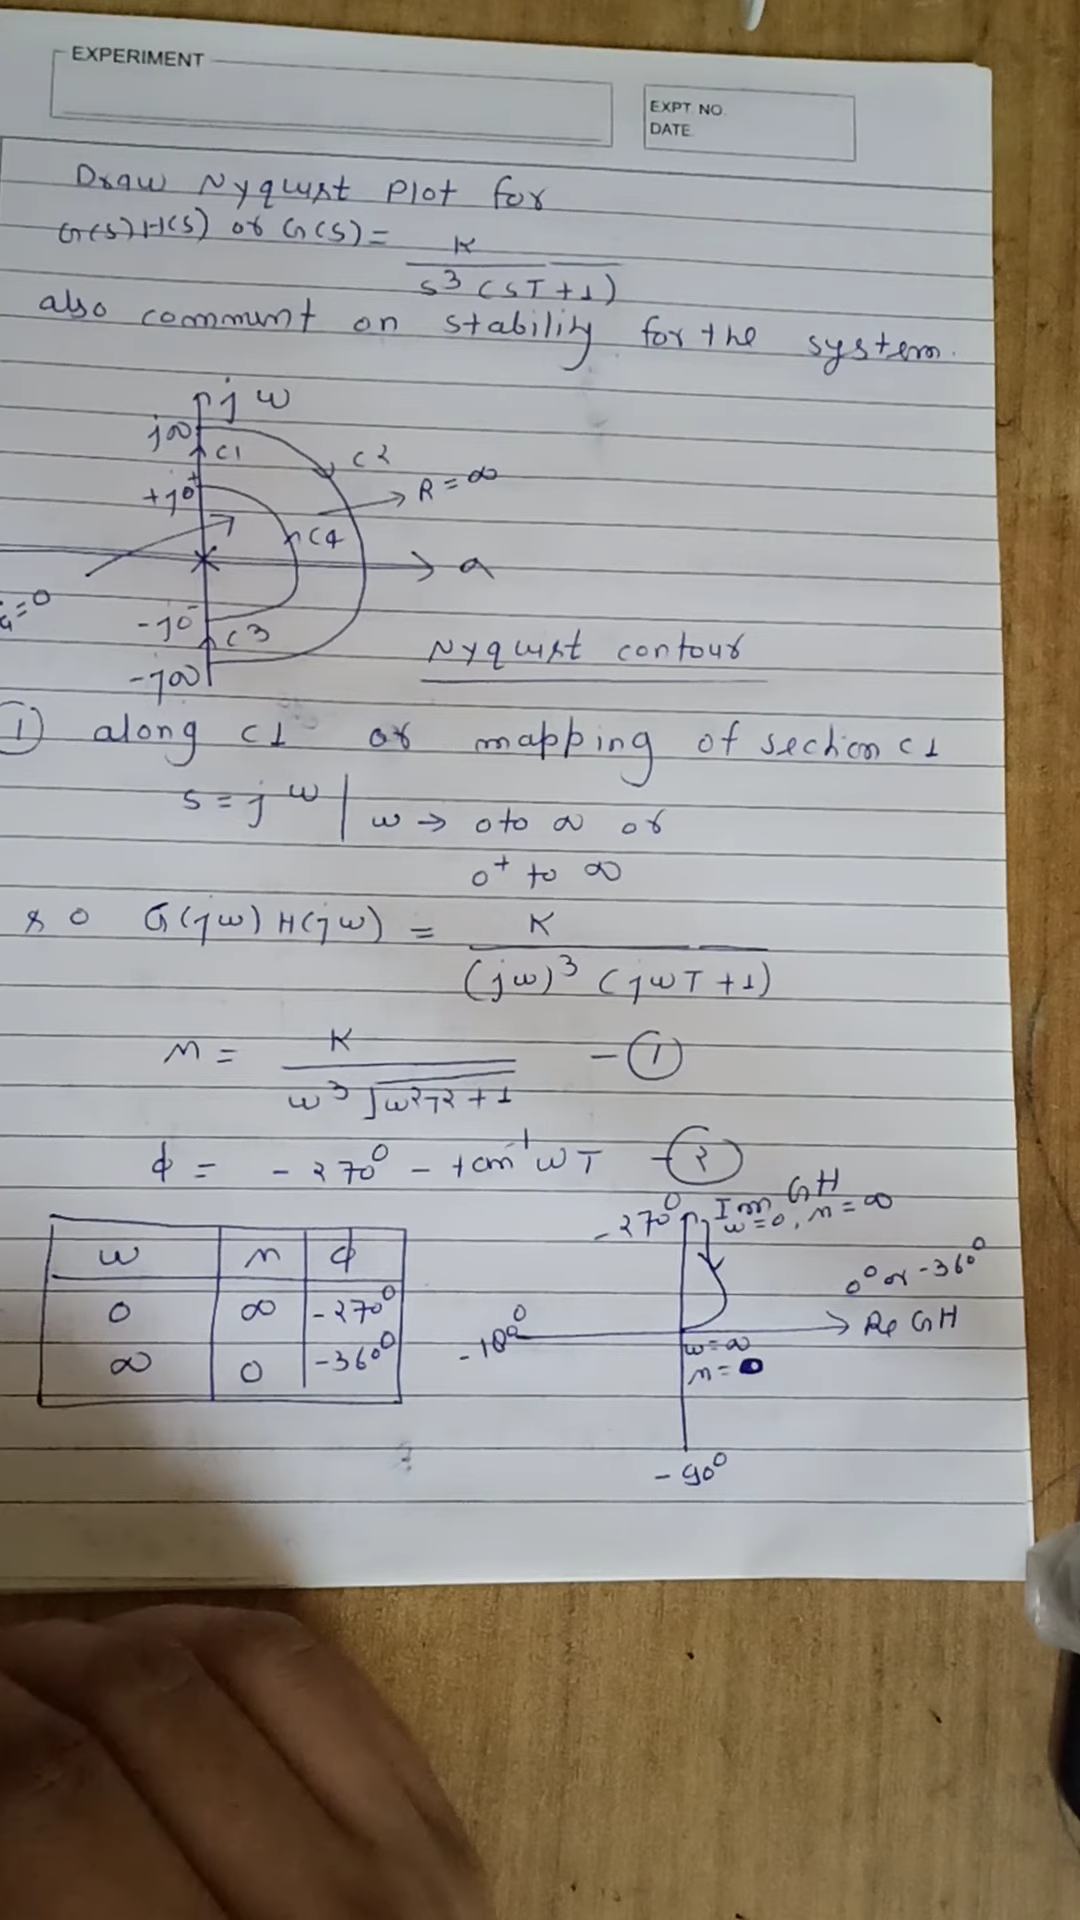 EXPERIMENT
EXPT. NO.
DATE
Draw Nyquist Plot for
G(s)H(s) or G(s) = K / s³(sT+1)
also comment on stability for the system.
jω
j∞
C1
C2
R = ∞
+j0⁺
C4
σ
=0
-j0⁻
C3
-j∞
Nyquist contour
① along C1 or mapping of section C1
s = jω | ω → 0 to ∞ or
0⁺ to ∞
so G(jω) H(jω) = K / (jω)³ (jωT+1)
M = K / ω³ √ω²T²+1 - ①
ϕ = -270° - tan⁻¹ ωT - ②
ω M ϕ
0 ∞ -270°
∞ 0 -360°
-270° Im GH
ω=0, M=∞
0° or -360°
-180° Re GH
ω=∞
M=0
-90°